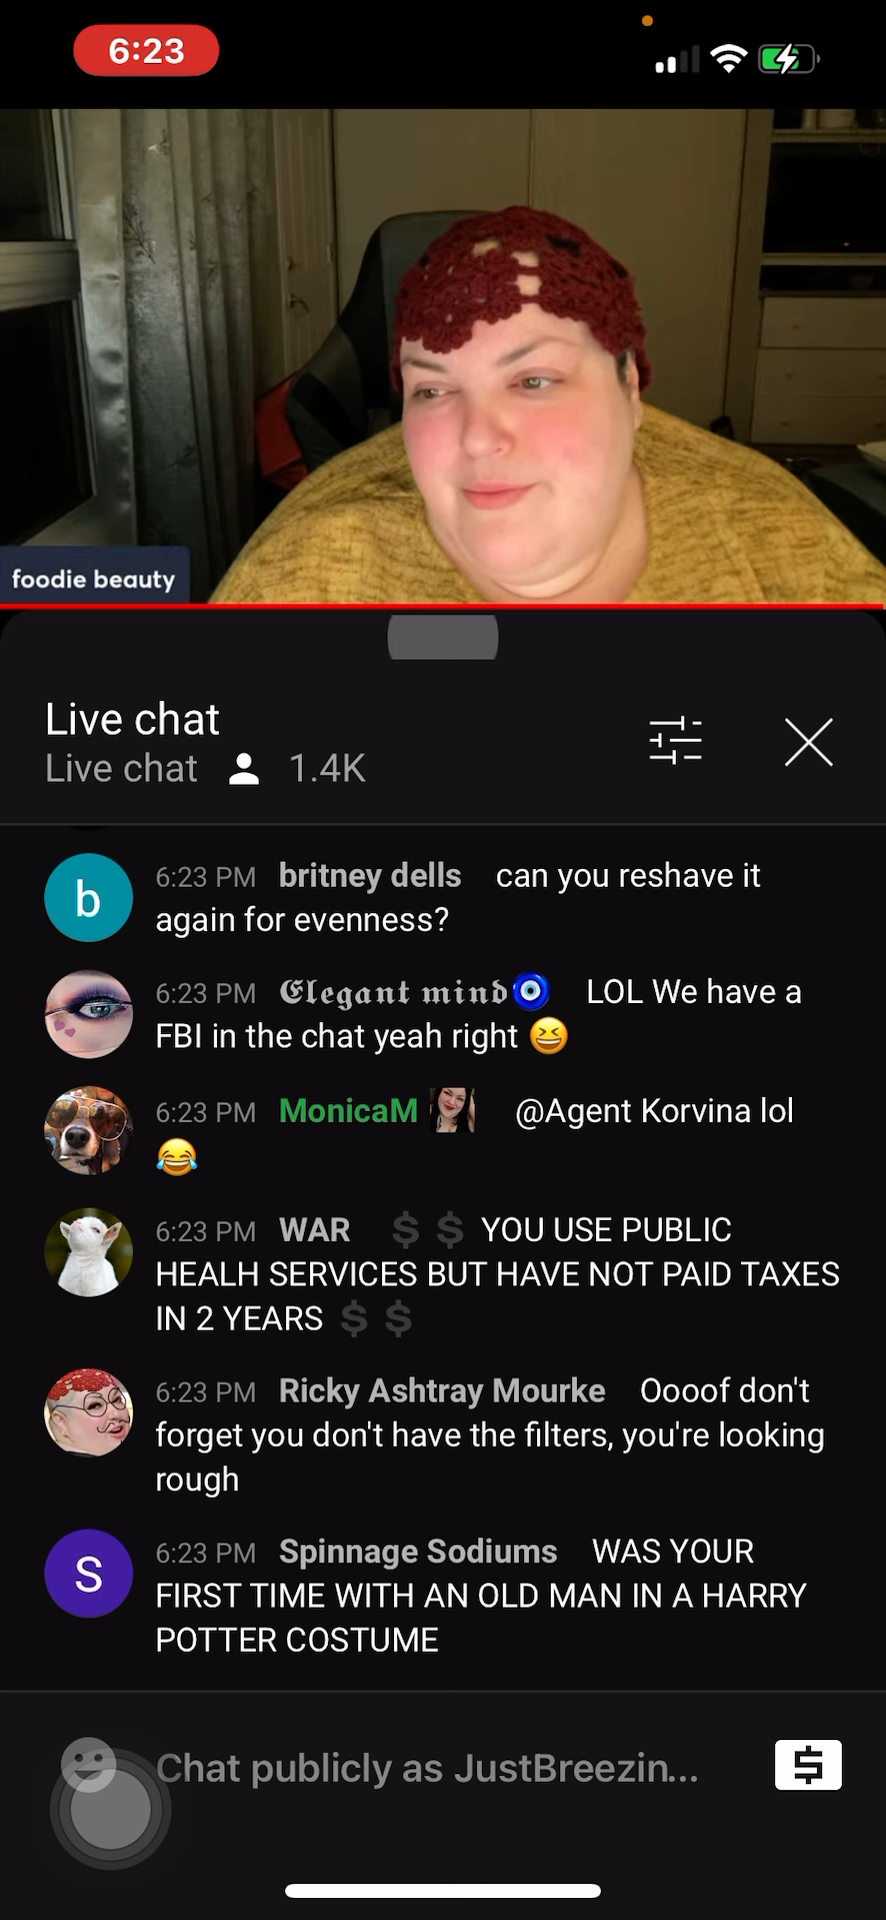 6:23
foodie beauty
Live chat
Live chat 1.4K
b
6:23 PM britney dells can you reshave it
again for evenness?
6:23 PM 𝕰𝖑𝖊𝖌𝖆𝖓𝖙 𝖒𝖎𝖓𝖉🧿 LOL We have a
FBI in the chat yeah right 😆
6:23 PM MonicaM @Agent Korvina lol
😂
6:23 PM WAR 💲💲YOU USE PUBLIC
HEALH SERVICES BUT HAVE NOT PAID TAXES
IN 2 YEARS 💲💲
6:23 PM Ricky Ashtray Mourke Oooof don't
forget you don't have the filters, you're looking
rough
S
6:23 PM Spinnage Sodiums WAS YOUR
FIRST TIME WITH AN OLD MAN IN A HARRY
POTTER COSTUME
Chat publicly as JustBreezin...
$